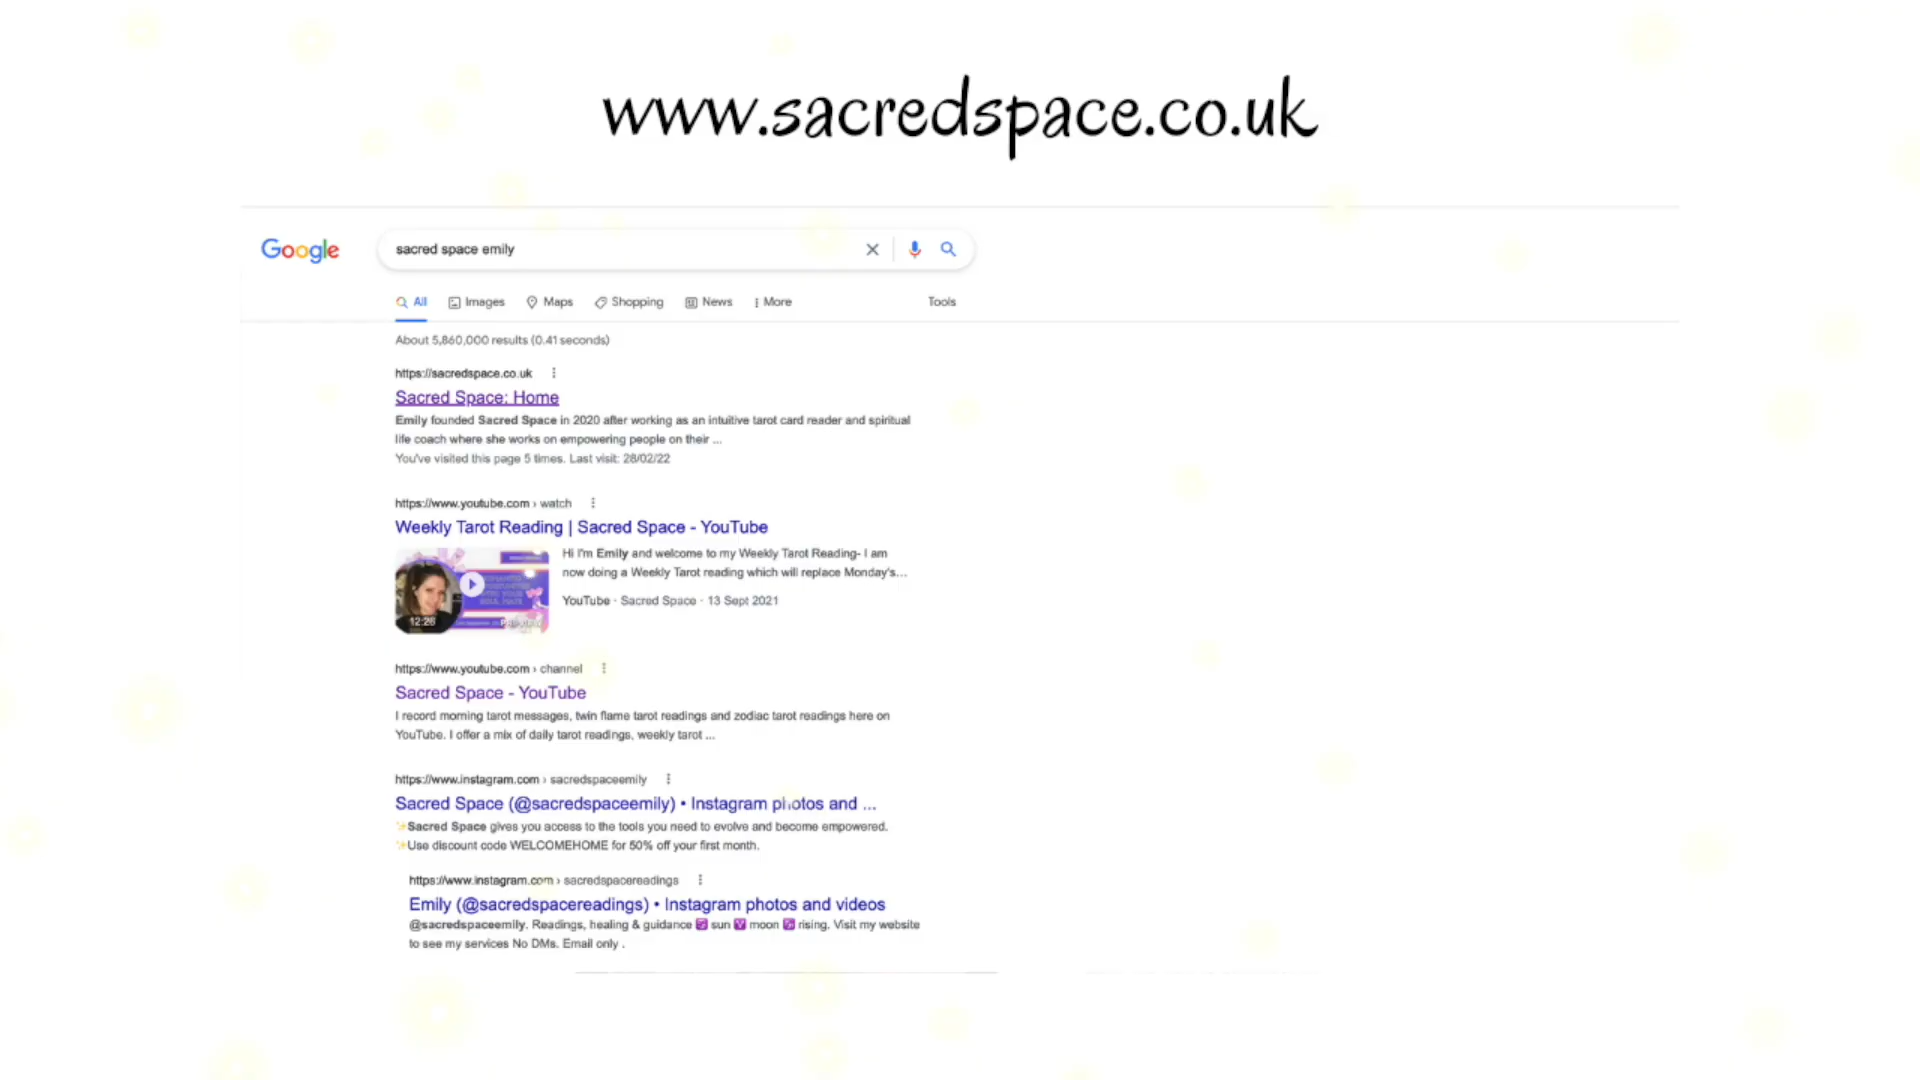 www.sacredspace.co.uk
Google
sacred space emily
All Images Maps Shopping News More Tools
About 5,860,000 results (0.41 seconds)
https://sacredspace.co.uk
Sacred Space: Home
Emily founded Sacred Space in 2020 after working as an intuitive tarot card reader and spiritual
life coach where she works on empowering people on their ...
You've visited this page 5 times. Last visit: 28/02/22
https://www.youtube.com › watch
Weekly Tarot Reading | Sacred Space - YouTube
Hi I'm Emily and welcome to my Weekly Tarot Reading- I am
now doing a Weekly Tarot reading which will replace Monday's...
12:26
PREVIEW
YouTube · Sacred Space · 13 Sept 2021
https://www.youtube.com › channel
Sacred Space - YouTube
I record morning tarot messages, twin flame tarot readings and zodiac tarot readings here on
YouTube. I offer a mix of daily tarot readings, weekly tarot ...
https://www.instagram.com › sacredspaceemily
Sacred Space (@sacredspaceemily) • Instagram photos and ...
✨Sacred Space gives you access to the tools you need to evolve and become empowered.
✨Use discount code WELCOMEHOME for 50% off your first month.
https://www.instagram.com › sacredspacereadings
Emily (@sacredspacereadings) • Instagram photos and videos
@sacredspaceemily. Readings, healing & guidance sun moon rising. Visit my website
to see my services No DMs. Email only .